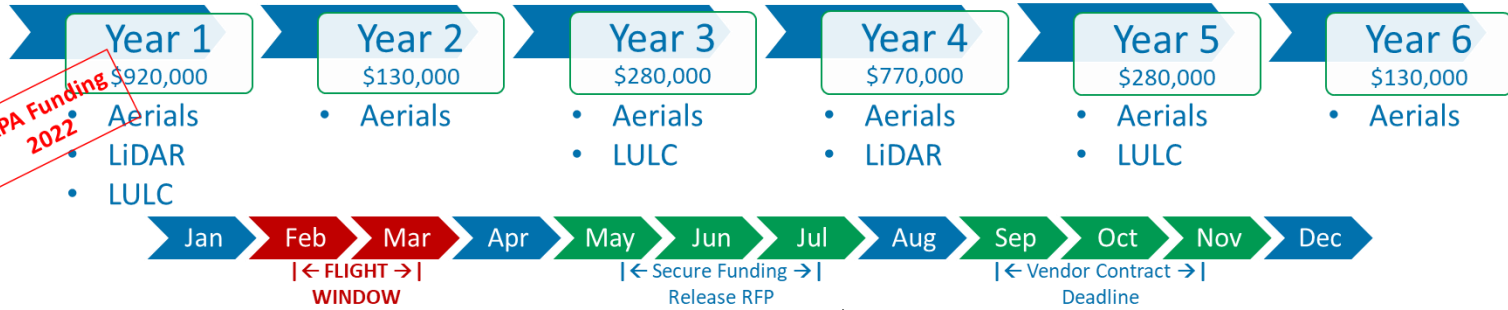 Year 1
$920,000
• Aerials
• LiDAR
• LULC
PA Funding
2022
Year 2
$130,000
• Aerials
Year 3
$280,000
• Aerials
• LULC
Year 4
$770,000
• Aerials
• LiDAR
Year 5
$280,000
• Aerials
• LULC
Year 6
$130,000
• Aerials
Jan Feb Mar Apr May Jun Jul Aug Sep Oct Nov Dec
|← FLIGHT →|
WINDOW
|← Secure Funding →|
Release RFP
|← Vendor Contract →|
Deadline